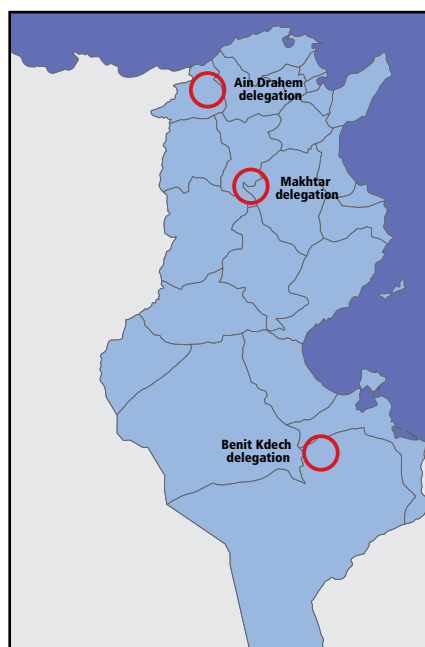 Ain Drahem
delegation
Makhtar
delegation
Benit Kdech
delegation